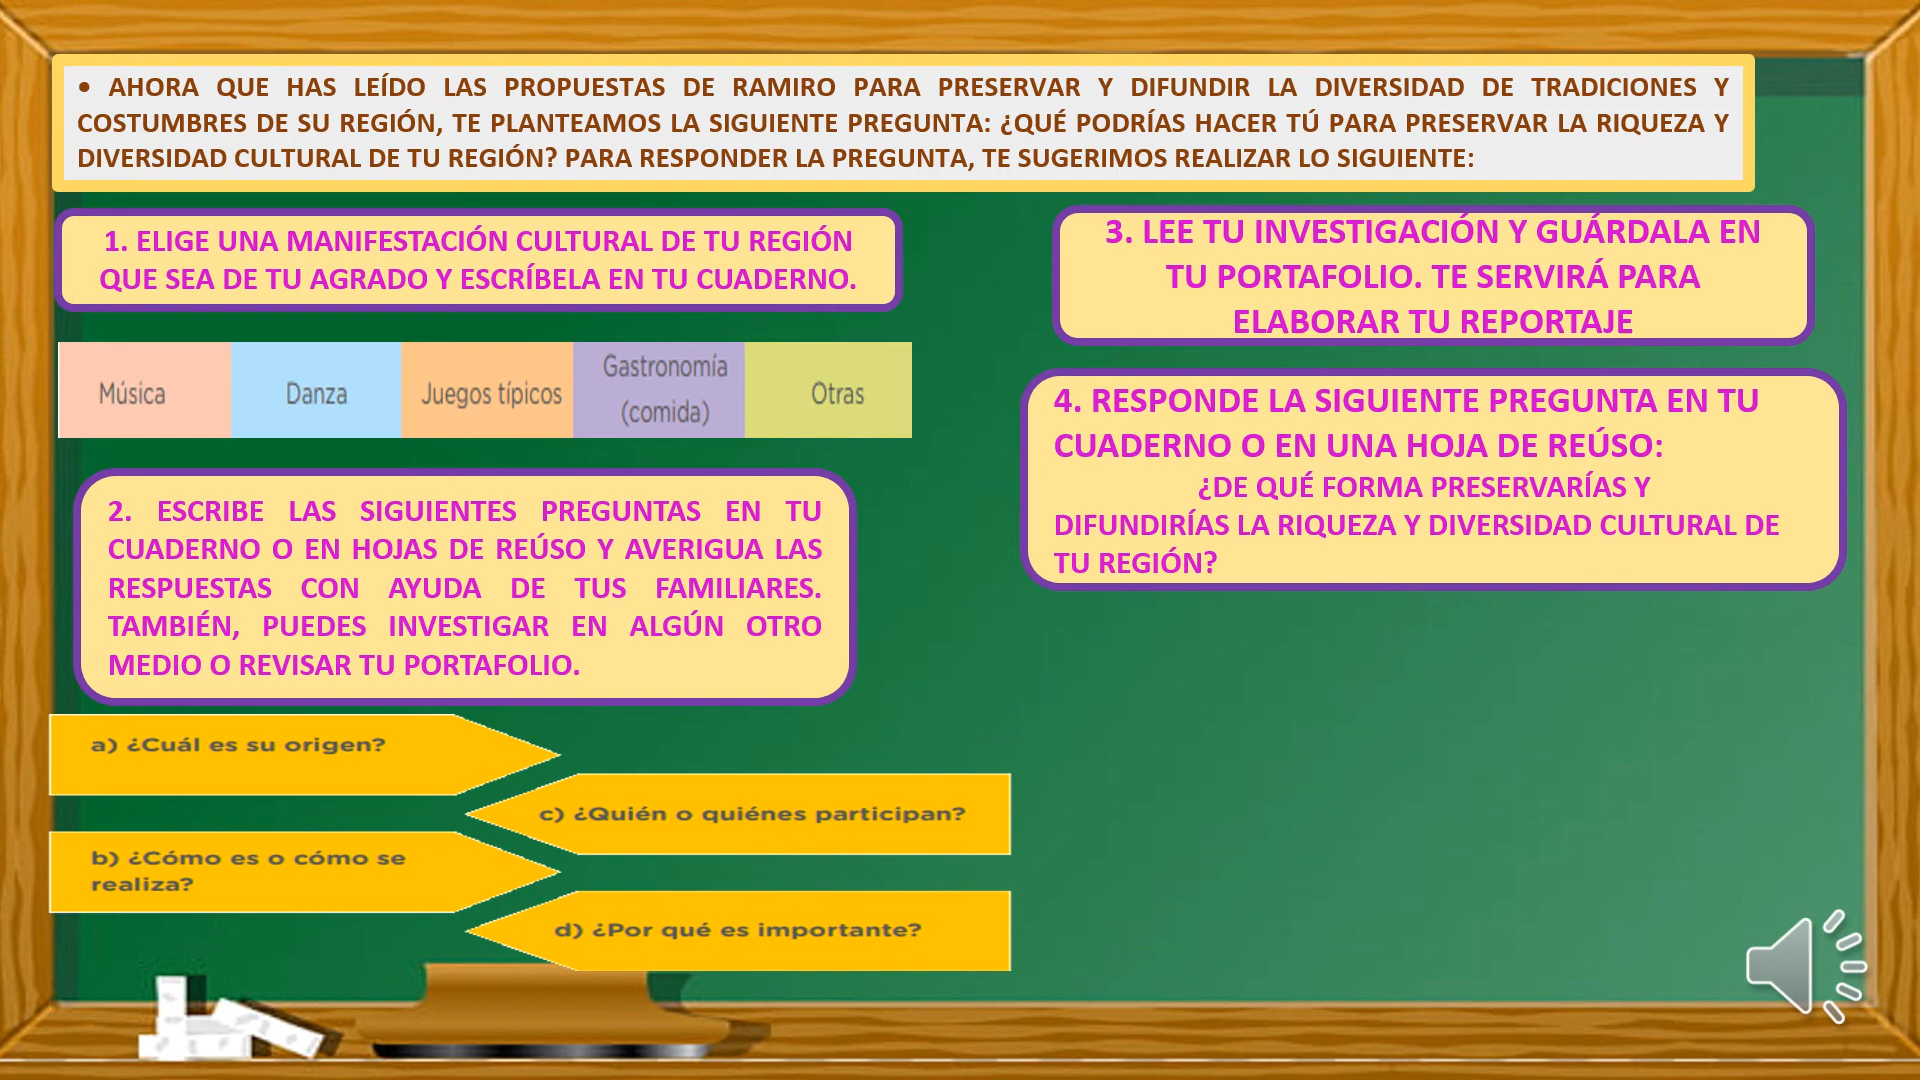 • AHORA QUE HAS LEÍDO LAS PROPUESTAS DE RAMIRO PARA PRESERVAR Y DIFUNDIR LA DIVERSIDAD DE TRADICIONES Y
COSTUMBRES DE SU REGIÓN, TE PLANTEAMOS LA SIGUIENTE PREGUNTA: ¿QUÉ PODRÍAS HACER TÚ PARA PRESERVAR LA RIQUEZA Y
DIVERSIDAD CULTURAL DE TU REGIÓN? PARA RESPONDER LA PREGUNTA, TE SUGERIMOS REALIZAR LO SIGUIENTE:
1. ELIGE UNA MANIFESTACIÓN CULTURAL DE TU REGIÓN
QUE SEA DE TU AGRADO Y ESCRÍBELA EN TU CUADERNO.
Música
Danza
Juegos típicos
Gastronomía
(comida)
Otras
2. ESCRIBE LAS SIGUIENTES PREGUNTAS EN TU
CUADERNO O EN HOJAS DE REÚSO Y AVERIGUA LAS
RESPUESTAS CON AYUDA DE TUS FAMILIARES.
TAMBIÉN, PUEDES INVESTIGAR EN ALGÚN OTRO
MEDIO O REVISAR TU PORTAFOLIO.
a) ¿Cuál es su origen?
b) ¿Cómo es o cómo se
realiza?
c) ¿Quién o quiénes participan?
d) ¿Por qué es importante?
3. LEE TU INVESTIGACIÓN Y GUÁRDALA EN
TU PORTAFOLIO. TE SERVIRÁ PARA
ELABORAR TU REPORTAJE
4. RESPONDE LA SIGUIENTE PREGUNTA EN TU
CUADERNO O EN UNA HOJA DE REÚSO:
¿DE QUÉ FORMA PRESERVARÍAS Y
DIFUNDIRÍAS LA RIQUEZA Y DIVERSIDAD CULTURAL DE
TU REGIÓN?